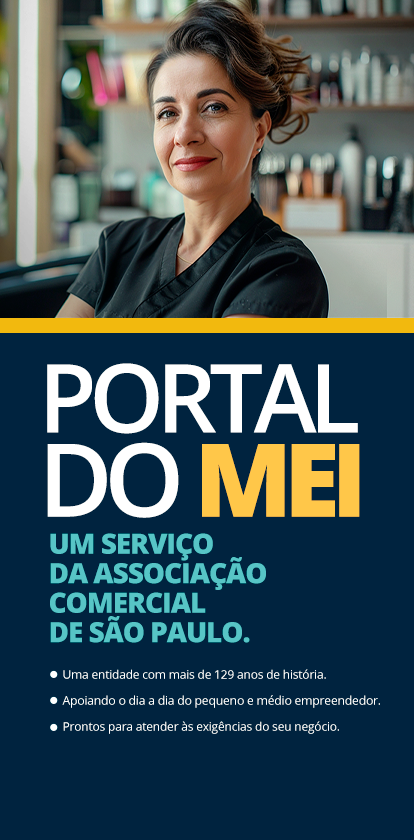 PORTAL
DO MEI
UM SERVIÇO
DA ASSOCIAÇÃO
COMERCIAL
DE SÃO PAULO.
● Uma entidade com mais de 129 anos de história.
● Apoiando o dia a dia do pequeno e médio empreendedor.
● Prontos para atender às exigências do seu negócio.